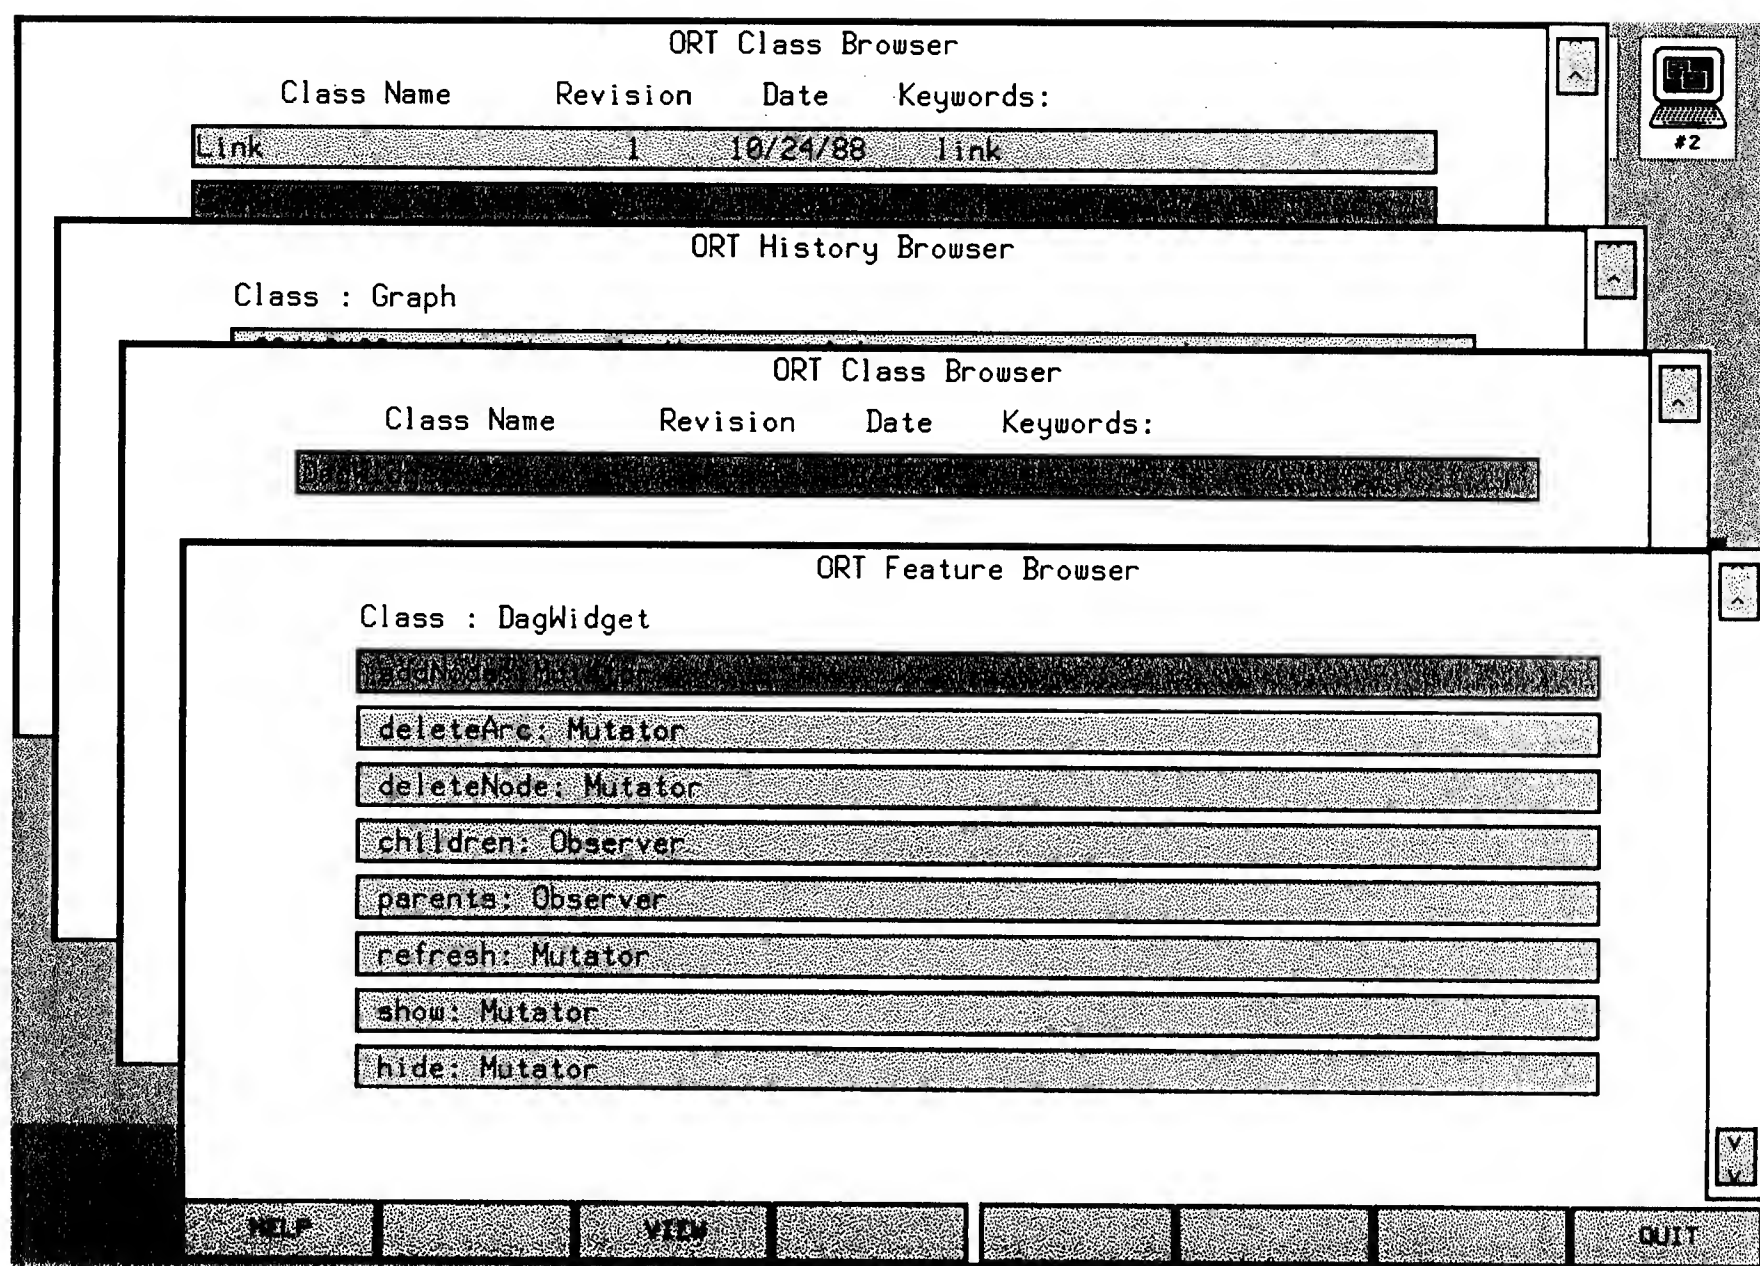 ORT Class Browser
Class Name Revision Date Keywords:
Link 1 10/24/88 link
#2
ORT History Browser
Class : Graph
ORT Class Browser
Class Name Revision Date Keywords:
ORT Feature Browser
Class : DagWidget
addNode: Mutator
deleteArc: Mutator
deleteNode: Mutator
children: Observer
parents: Observer
refresh: Mutator
show: Mutator
hide: Mutator
HELP VIEW QUIT